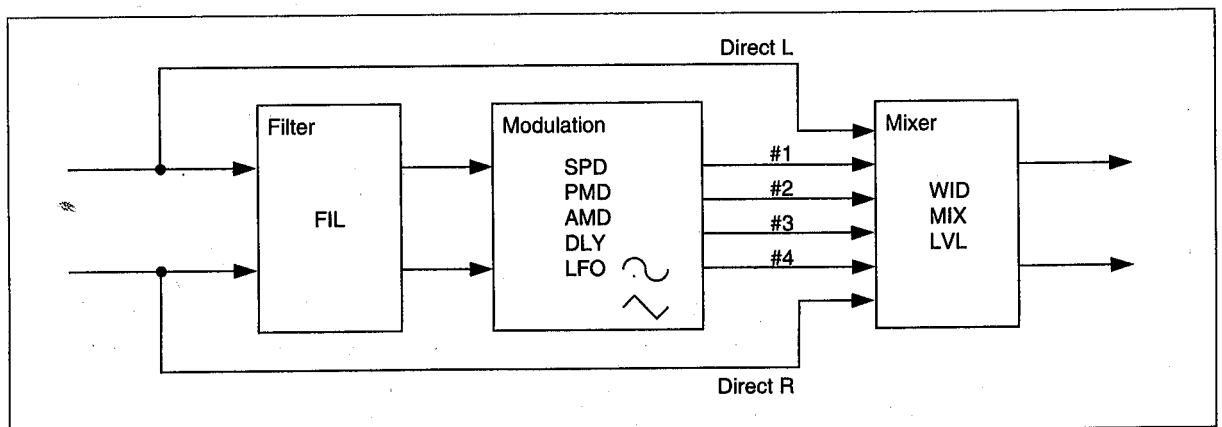 Direct L
Filter
FIL
Modulation
SPD
PMD
AMD
DLY
LFO
#1
#2
#3
#4
Mixer
WID
MIX
LVL
Direct R